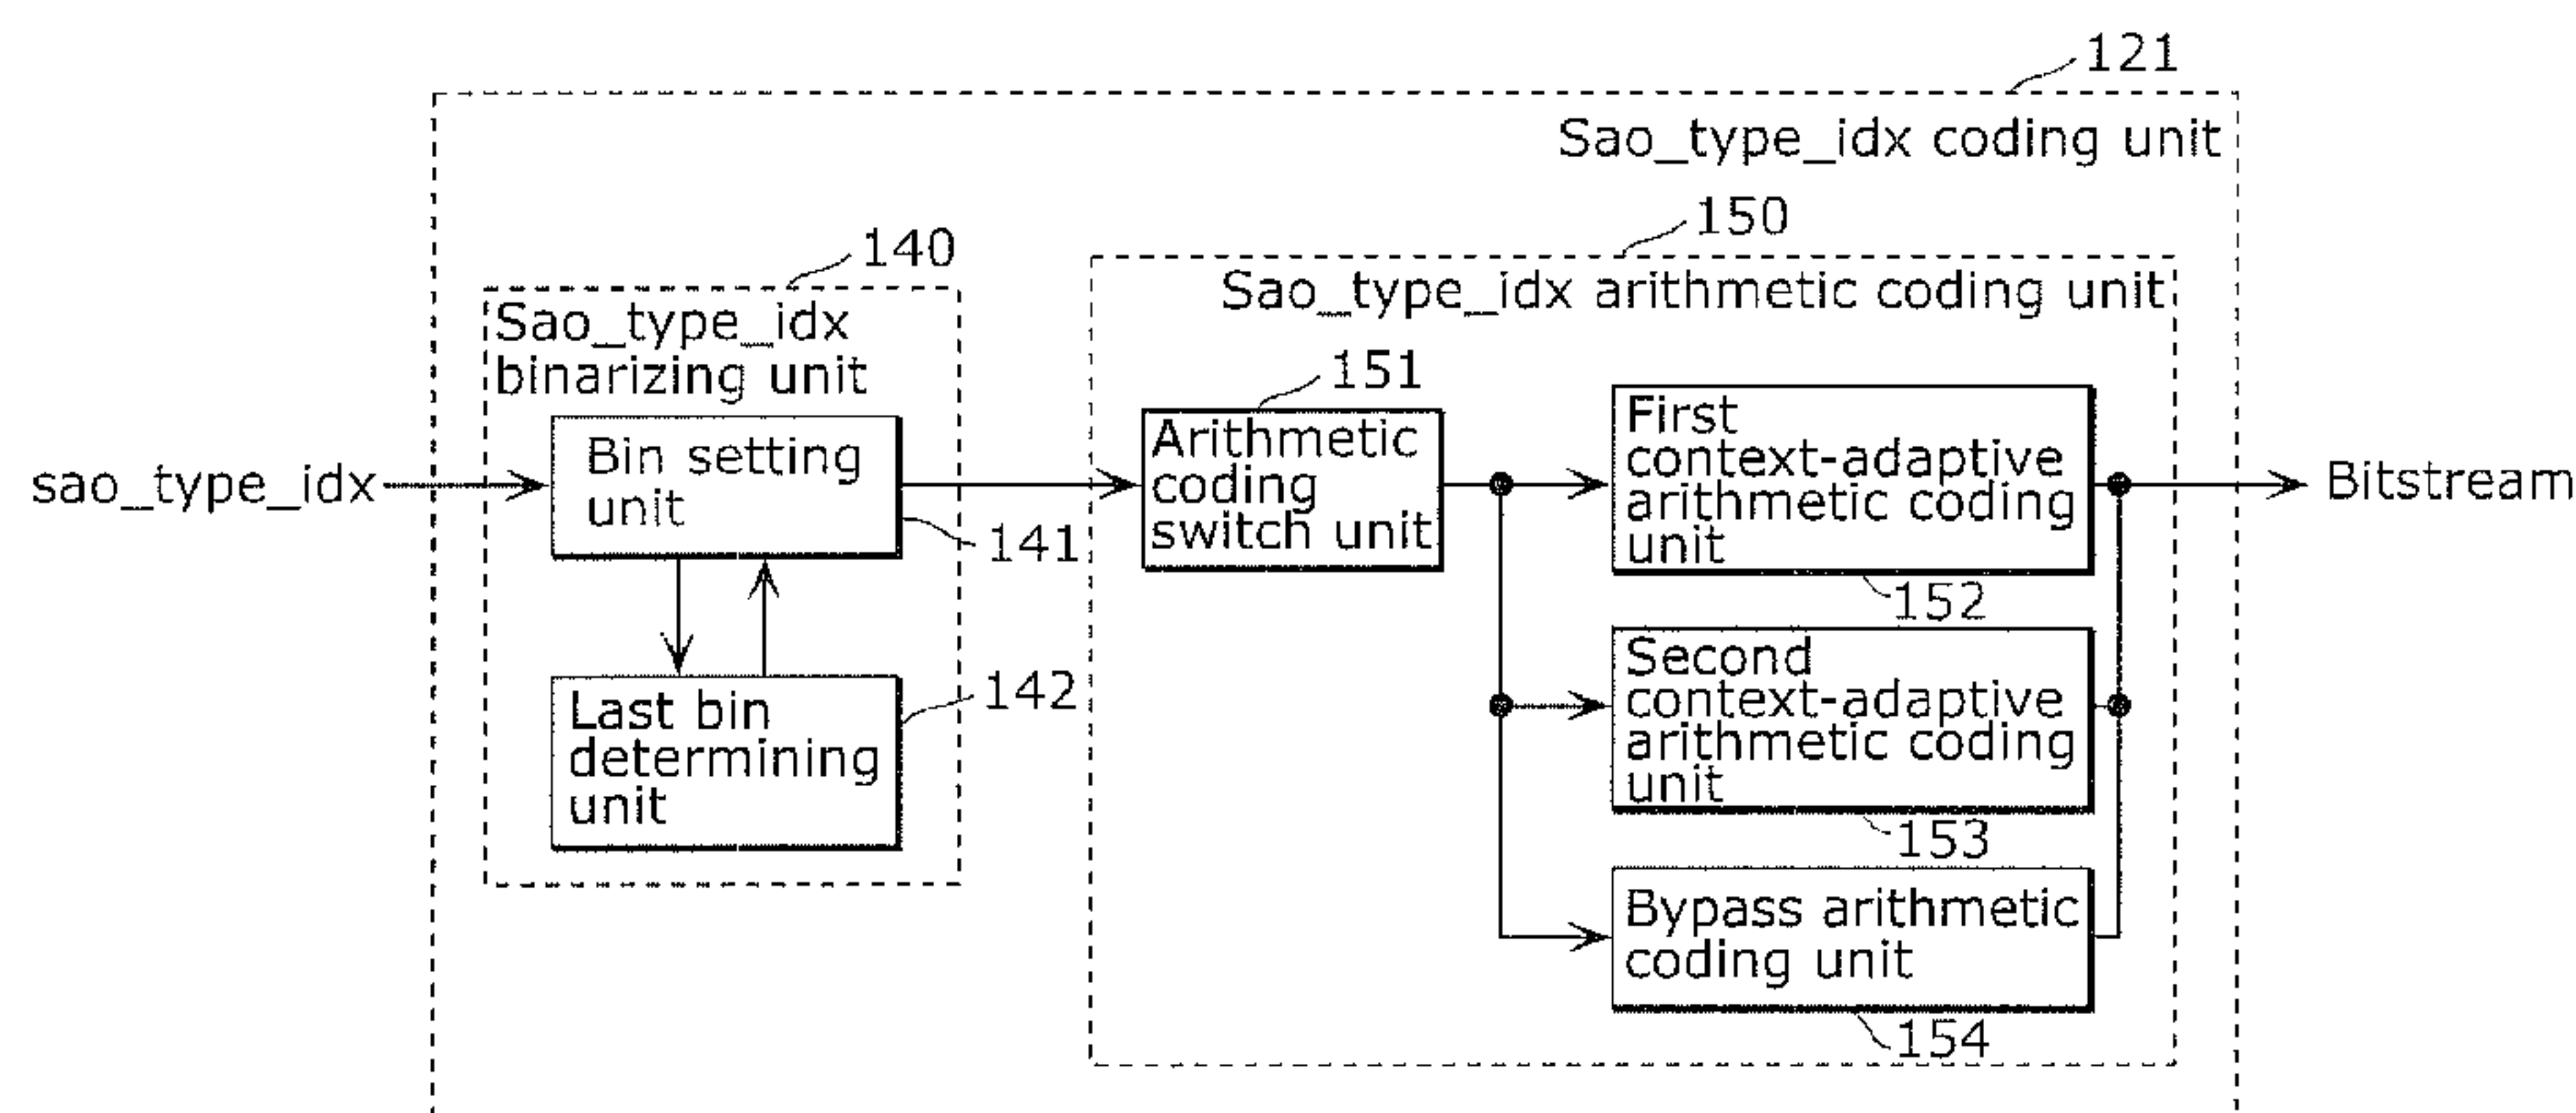 121
Sao_type_idx coding unit
150
140
Sao_type_idx arithmetic coding unit
Sao_type_idx
binarizing unit
151
sao_type_idx
Bin setting
unit
141
Arithmetic
coding
switch unit
First
context-adaptive
arithmetic coding
unit
152
Bitstream
Last bin
determining
unit
142
Second
context-adaptive
arithmetic coding
unit
153
Bypass arithmetic
coding unit
154